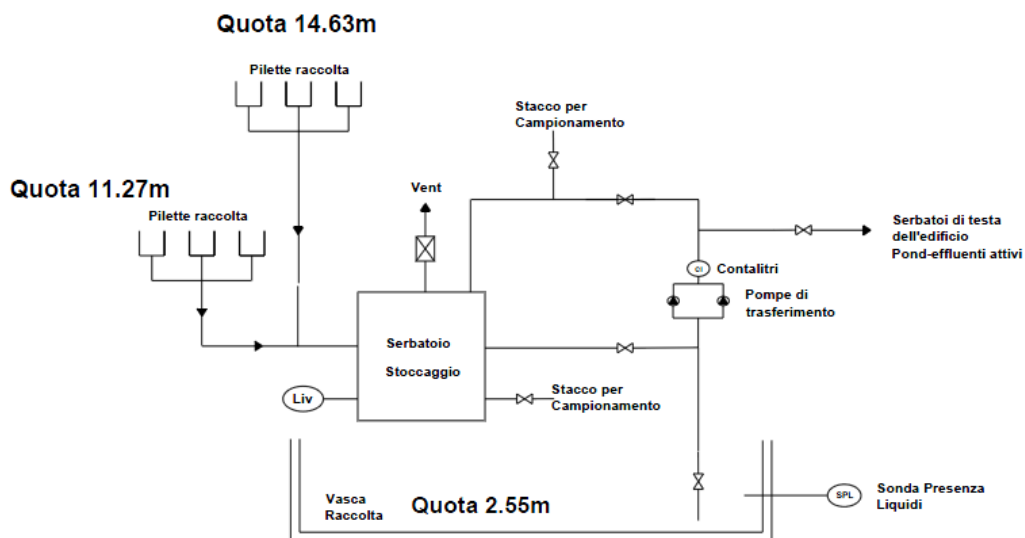 Quota 14.63m
Pilette raccolta
Stacco per
Campionamento
Quota 11.27m
Pilette raccolta
Vent
Serbatoi di testa
dell'edificio
Pond-effluenti attivi
Cl
Contalitri
Pompe di
trasferimento
Serbatoio
Stoccaggio
Liv
Stacco per
Campionamento
Vasca
Raccolta
Quota 2.55m
SPL
Sonda Presenza
Liquidi